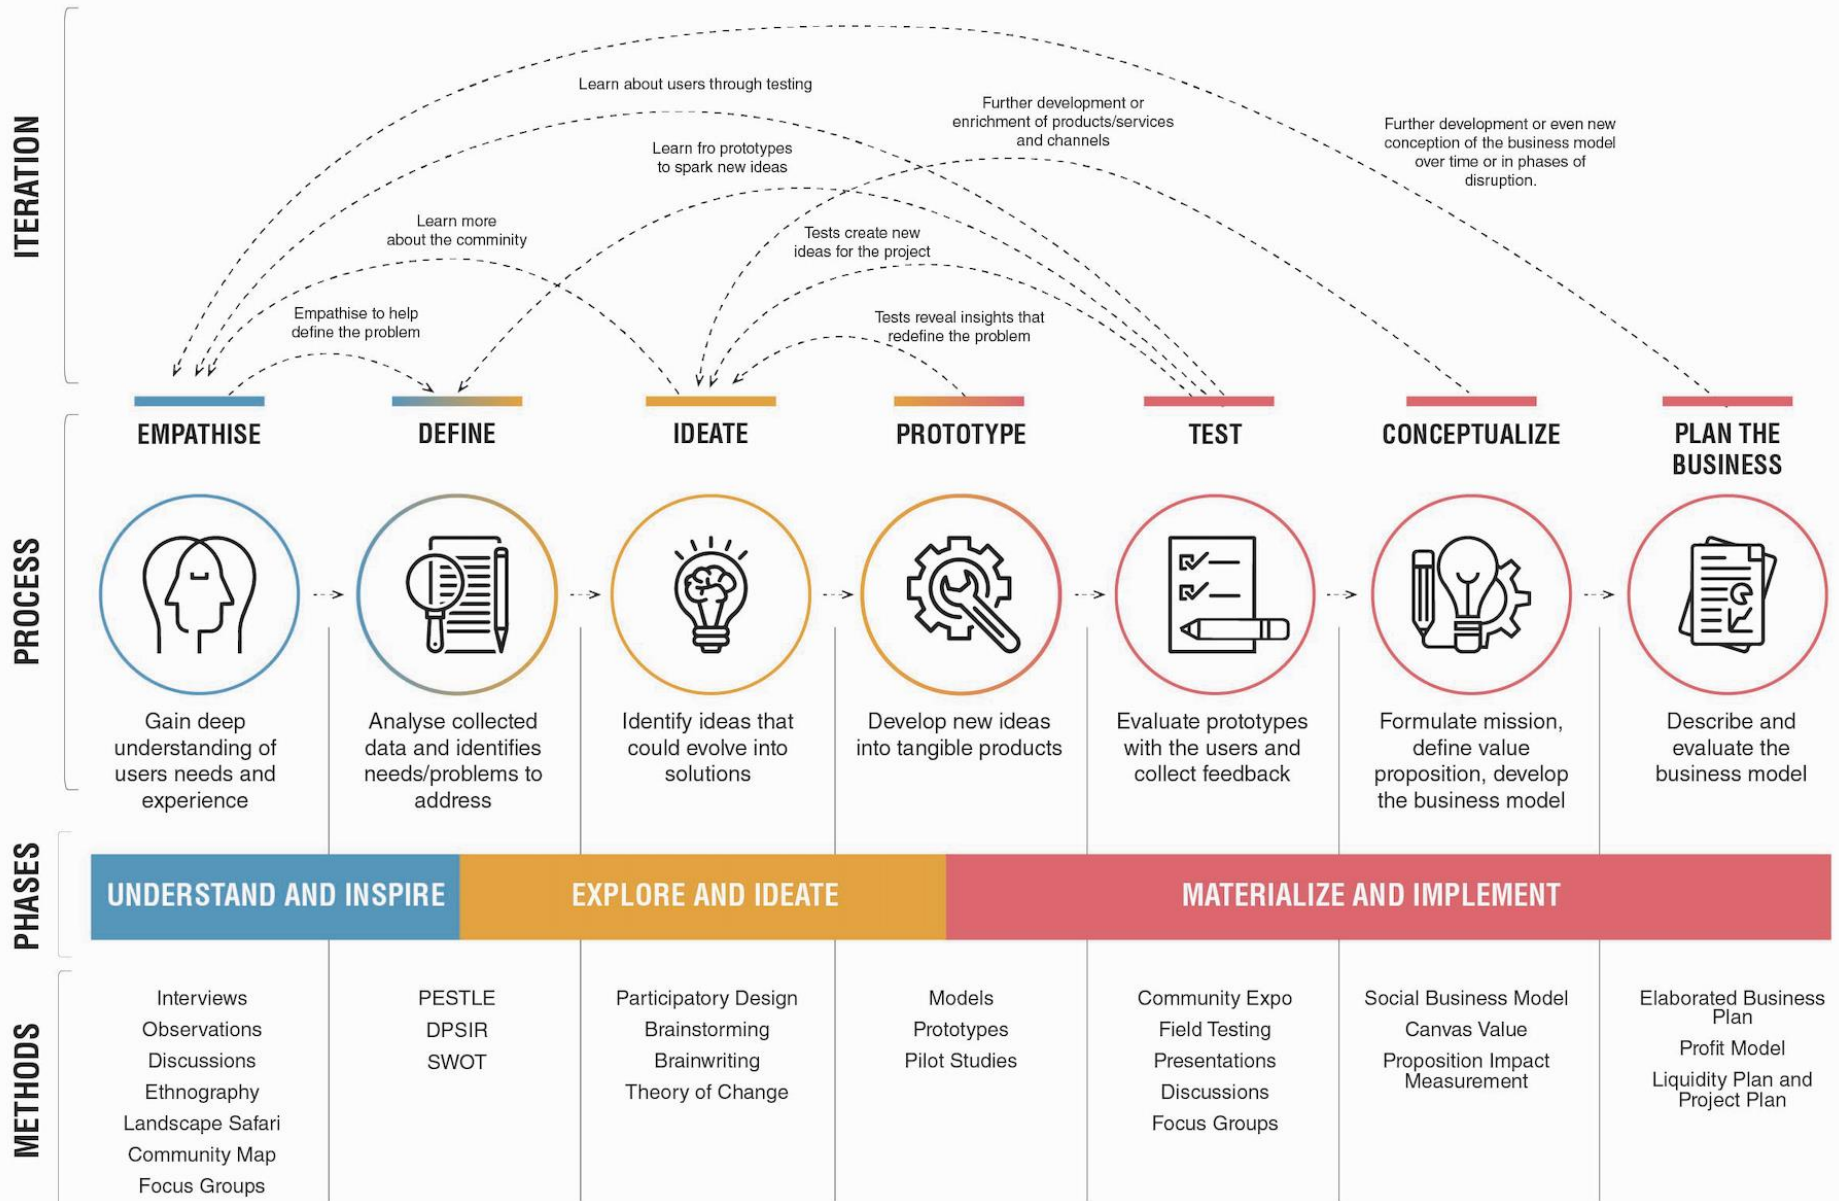 ITERATION
Learn about users through testing
Further development or
enrichment of products/services
and channels
Further development or even new
conception of the business model
over time or in phases of
disruption.
Learn fro prototypes
to spark new ideas
Learn more
about the comminity
Tests create new
ideas for the project
Empathise to help
define the problem
Tests reveal insights that
redefine the problem
PROCESS
EMPATHISE
DEFINE
IDEATE
PROTOTYPE
TEST
CONCEPTUALIZE
PLAN THE
BUSINESS
Gain deep
understanding of
users needs and
experience
Analyse collected
data and identifies
needs/problems to
address
Identify ideas that
could evolve into
solutions
Develop new ideas
into tangible products
Evaluate prototypes
with the users and
collect feedback
Formulate mission,
define value
proposition, develop
the business model
Describe and
evaluate the
business model
PHASES
UNDERSTAND AND INSPIRE
EXPLORE AND IDEATE
MATERIALIZE AND IMPLEMENT
METHODS
Interviews
Observations
Discussions
Ethnography
Landscape Safari
Community Map
Focus Groups
PESTLE
DPSIR
SWOT
Participatory Design
Brainstorming
Brainwriting
Theory of Change
Models
Prototypes
Pilot Studies
Community Expo
Field Testing
Presentations
Discussions
Focus Groups
Social Business Model
Canvas Value
Proposition Impact
Measurement
Elaborated Business
Plan
Profit Model
Liquidity Plan and
Project Plan